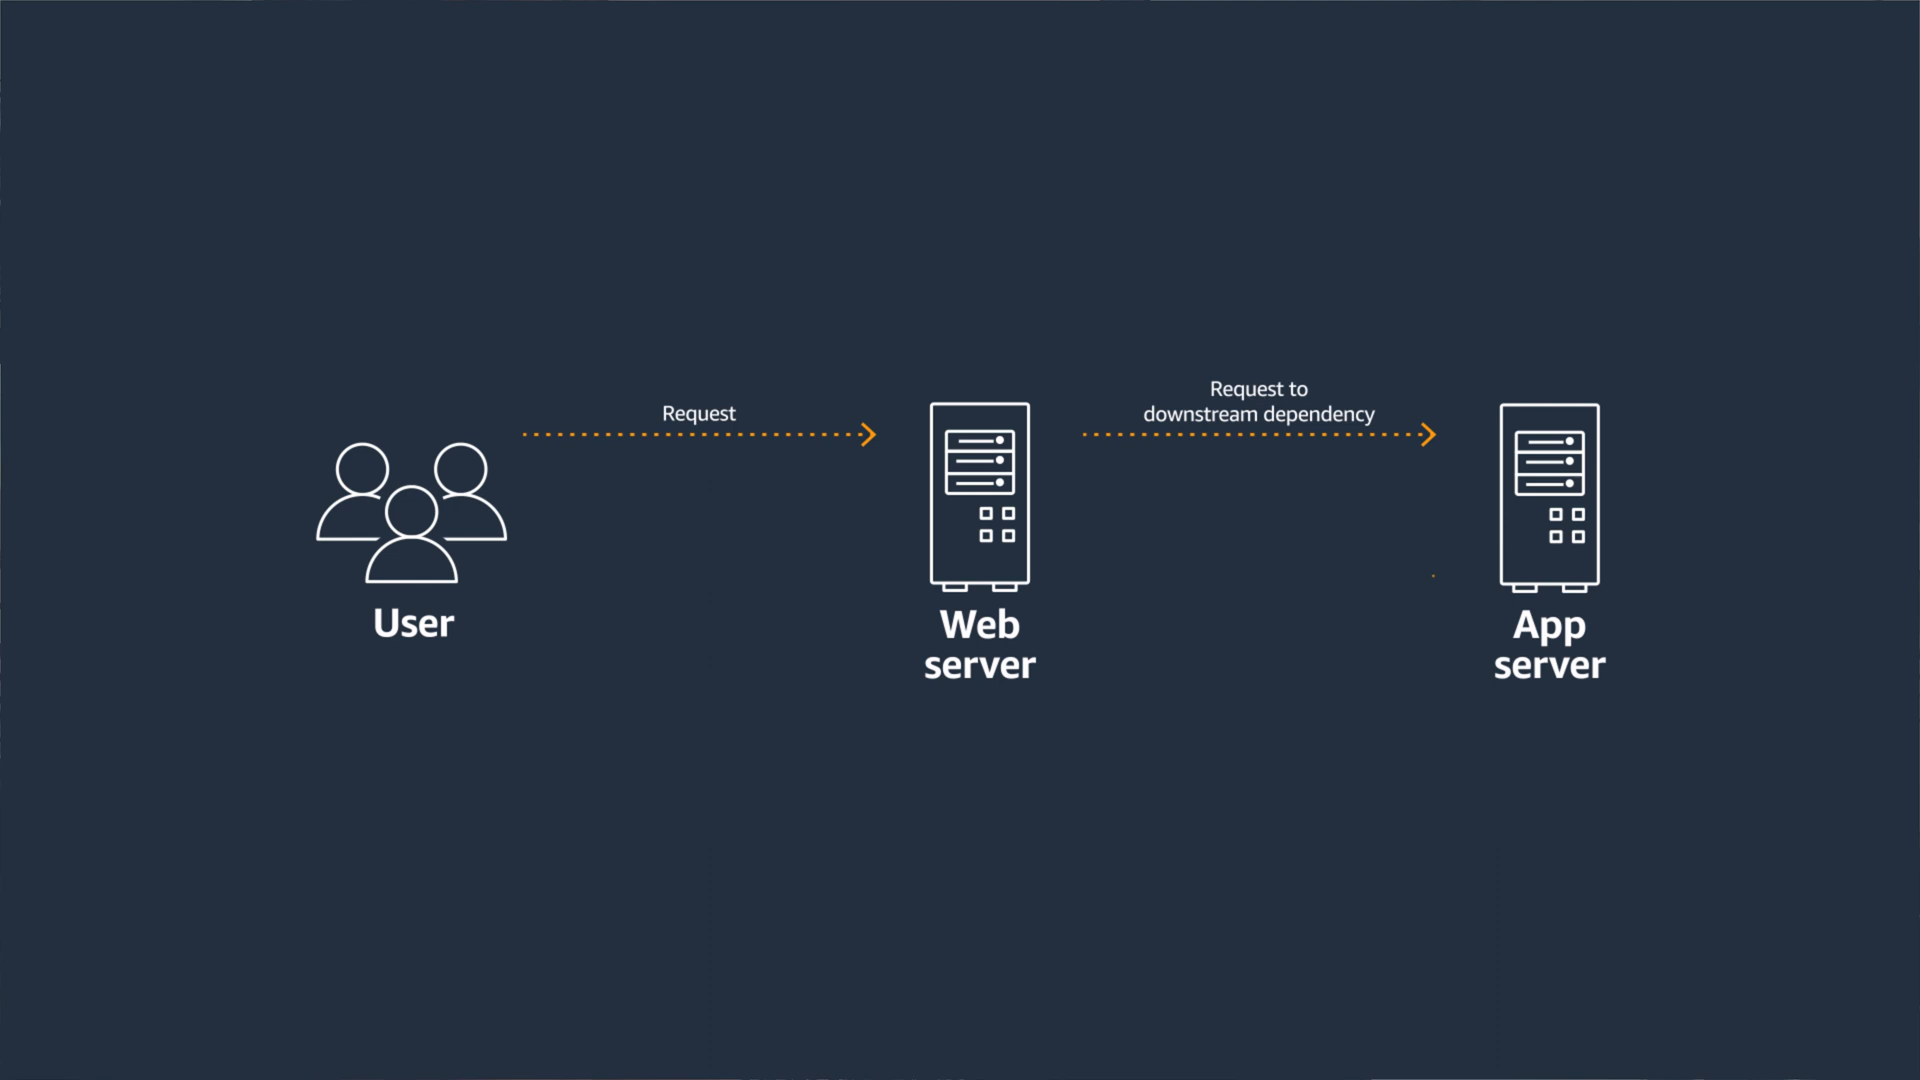 Request
Request to
downstream dependency
User
Web
server
App
server